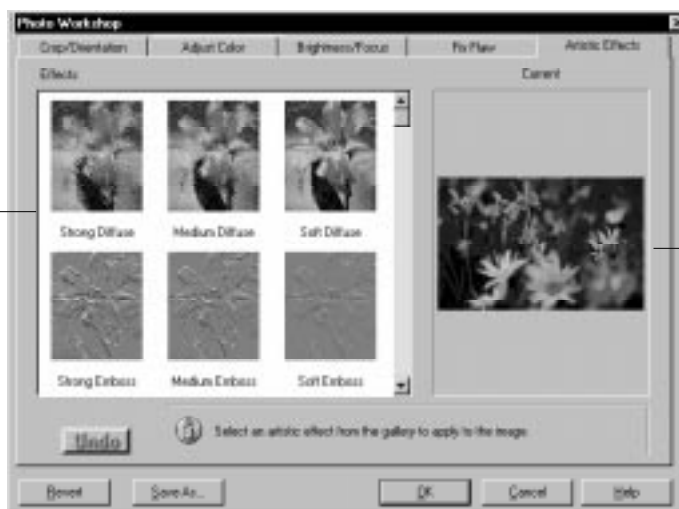 Photo Workshop
Crop/Orientation Adjust Color Brightness/Focus Fix Flaw Artistic Effects
Effects Current
Strong Diffuse Medium Diffuse Soft Diffuse
Strong Emboss Medium Emboss Soft Emboss
Undo
Select an artistic effect from the gallery to apply to the image.
Revert Save As... OK Cancel Help